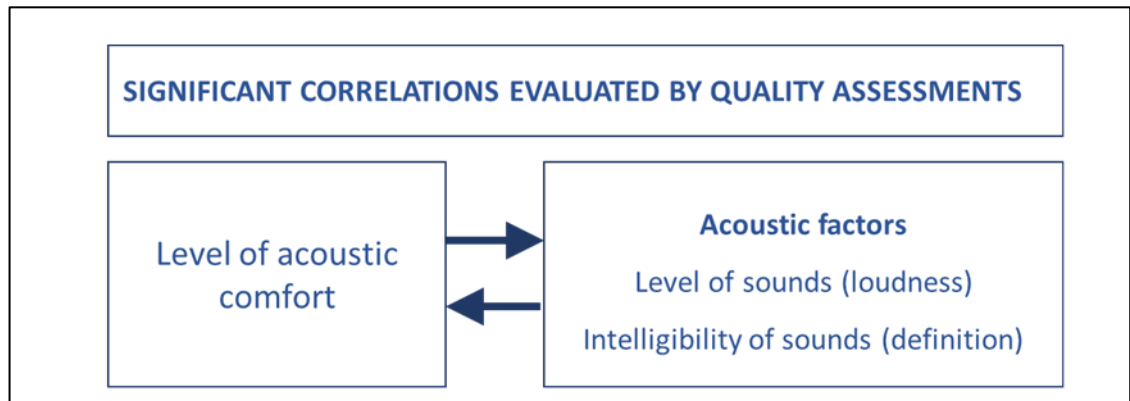 SIGNIFICANT CORRELATIONS EVALUATED BY QUALITY ASSESSMENTS
Level of acoustic
comfort
Acoustic factors
Level of sounds (loudness)
Intelligibility of sounds (definition)